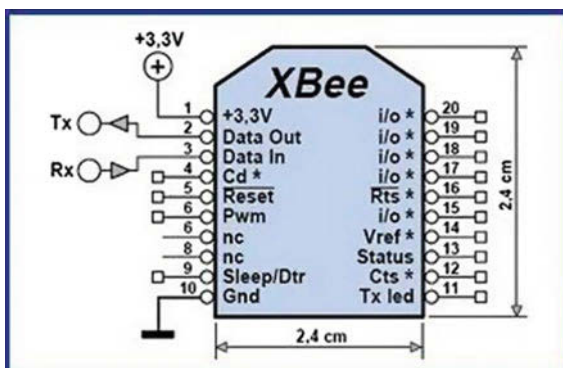 +3,3V
XBee
1 +3,3V i/o * 20
Tx 2 Data Out i/o * 19
3 Data In i/o * 18
Rx 4 Cd * i/o * 17
5 Reset Rts * 16
6 Pwm i/o * 15
6 nc Vref * 14
8 nc Status 13
9 Sleep/Dtr Cts * 12
10 Gnd Tx led 11
2,4 cm
2,4 cm